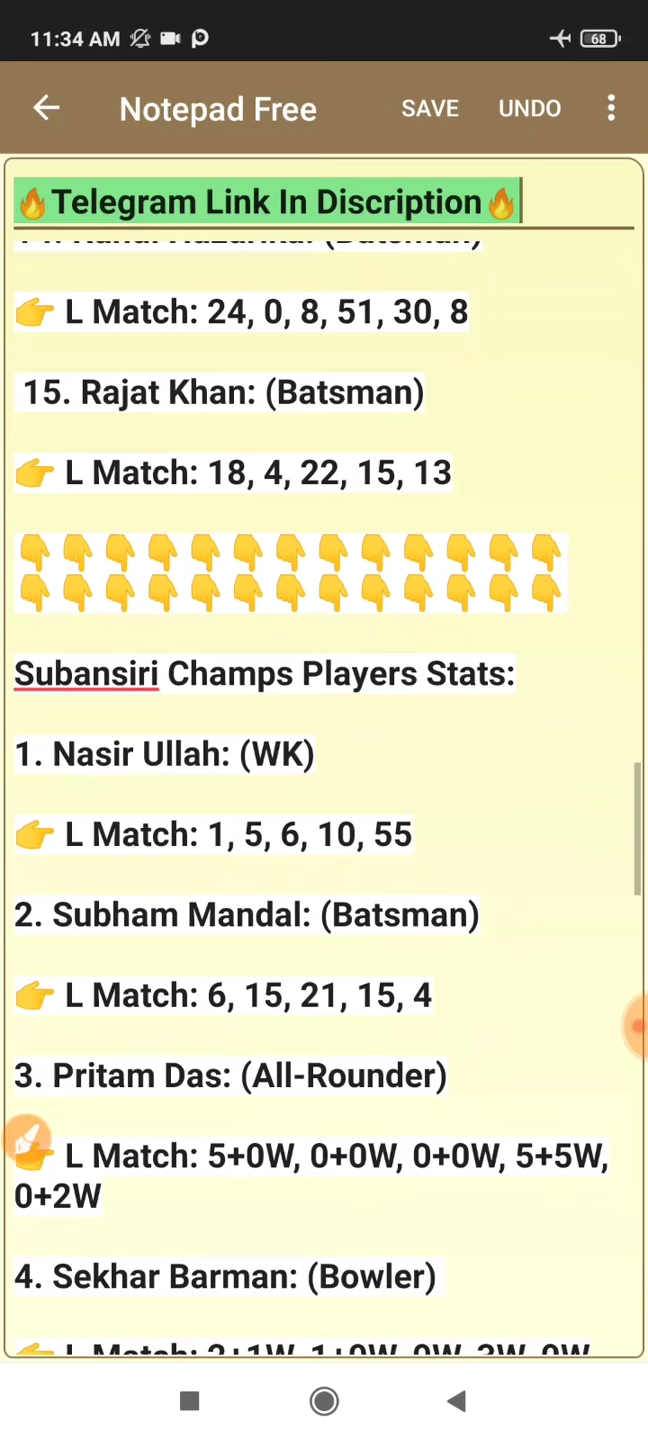 11:34 AM 68
Notepad Free SAVE UNDO
🔥Telegram Link In Discription🔥
👉 L Match: 24, 0, 8, 51, 30, 8
15. Rajat Khan: (Batsman)
👉 L Match: 18, 4, 22, 15, 13
👇👇👇👇👇👇👇👇👇👇👇👇👇
👇👇👇👇👇👇👇👇👇👇👇👇👇
Subansiri Champs Players Stats:
1. Nasir Ullah: (WK)
👉 L Match: 1, 5, 6, 10, 55
2. Subham Mandal: (Batsman)
👉 L Match: 6, 15, 21, 15, 4
3. Pritam Das: (All-Rounder)
👉 L Match: 5+0W, 0+0W, 0+0W, 5+5W,
0+2W
4. Sekhar Barman: (Bowler)